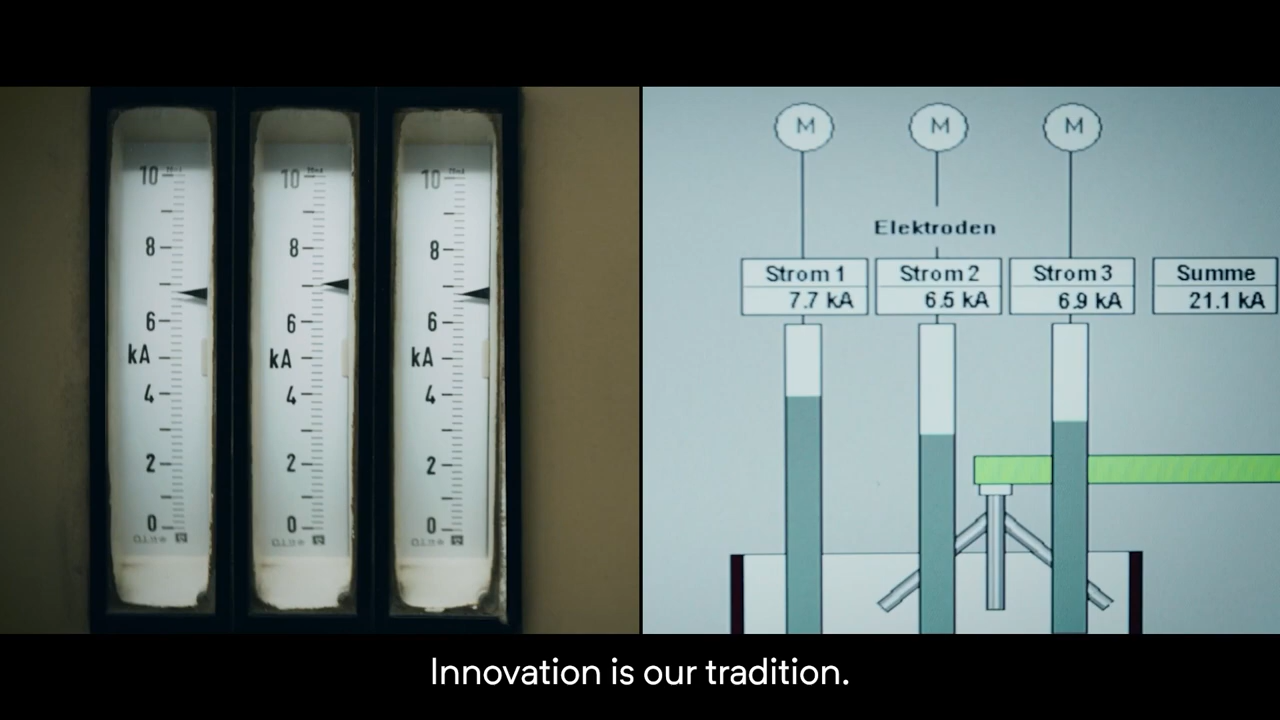 10
8
6
kA
4
2
0
10
8
6
kA
4
2
0
10
8
6
kA
4
2
0
M
M
M
Elektroden
Strom 1
7.7 kA
Strom 2
6.5 kA
Strom 3
6.9 kA
Summe
21.1 kA
Innovation is our tradition.